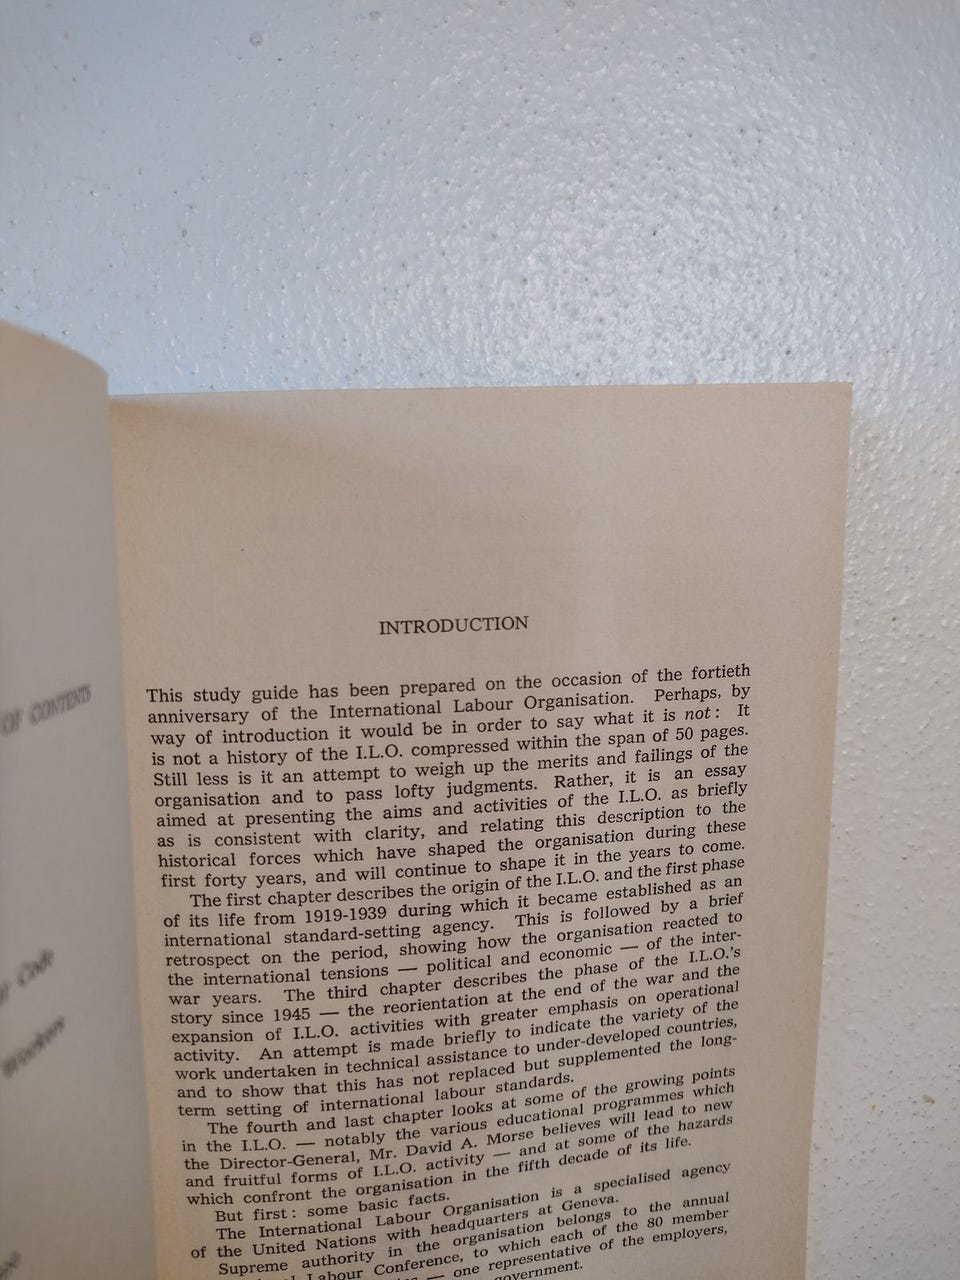 OF CONTENTS
Code
Workers
INTRODUCTION
This study guide has been prepared on the occasion of the fortieth
anniversary of the International Labour Organisation. Perhaps, by
way of introduction it would be in order to say what it is not: It
is not a history of the I.L.O. compressed within the span of 50 pages.
Still less is it an attempt to weigh up the merits and failings of the
organisation and to pass lofty judgments. Rather, it is an essay
aimed at presenting the aims and activities of the I.L.O. as briefly
as is consistent with clarity, and relating this description to the
historical forces which have shaped the organisation during these
first forty years, and will continue to shape it in the years to come.
The first chapter describes the origin of the I.L.O. and the first phase
of its life from 1919-1939 during which it became established as an
international standard-setting agency. This is followed by a brief
retrospect on the period, showing how the organisation reacted to
the international tensions — political and economic — of the inter-
war years. The third chapter describes the phase of the I.L.O.'s
story since 1945 — the reorientation at the end of the war and the
expansion of I.L.O. activities with greater emphasis on operational
activity. An attempt is made briefly to indicate the variety of the
work undertaken in technical assistance to under-developed countries,
and to show that this has not replaced but supplemented the long-
term setting of international labour standards.
The fourth and last chapter looks at some of the growing points
in the I.L.O. — notably the various educational programmes which
the Director-General, Mr. David A. Morse believes will lead to new
and fruitful forms of I.L.O. activity — and at some of the hazards
which confront the organisation in the fifth decade of its life.
But first: some basic facts.
The International Labour Organisation is a specialised agency
of the United Nations with headquarters at Geneva.
Supreme authority in the organisation belongs to the annual
Labour Conference, to which each of the 80 member
— one representative of the employers,
government.